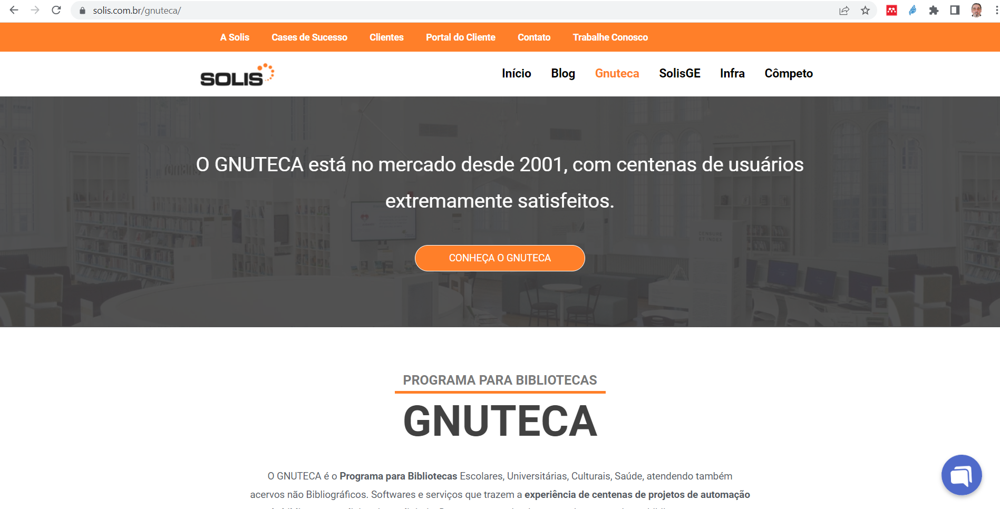 solis.com.br/gnuteca/
A Solis Cases de Sucesso Clientes Portal do Cliente Contato Trabalhe Conosco
SOLIS
Início Blog Gnuteca SolisGE Infra Cômpeto
O GNUTECA está no mercado desde 2001, com centenas de usuários
extremamente satisfeitos.
CENSURE
ET INDEX
CONHEÇA O GNUTECA
PROGRAMA PARA BIBLIOTECAS
GNUTECA
O GNUTECA é o Programa para Bibliotecas Escolares, Universitárias, Culturais, Saúde, atendendo também
acervos não Bibliográficos. Softwares e serviços que trazem a experiência de centenas de projetos de automação